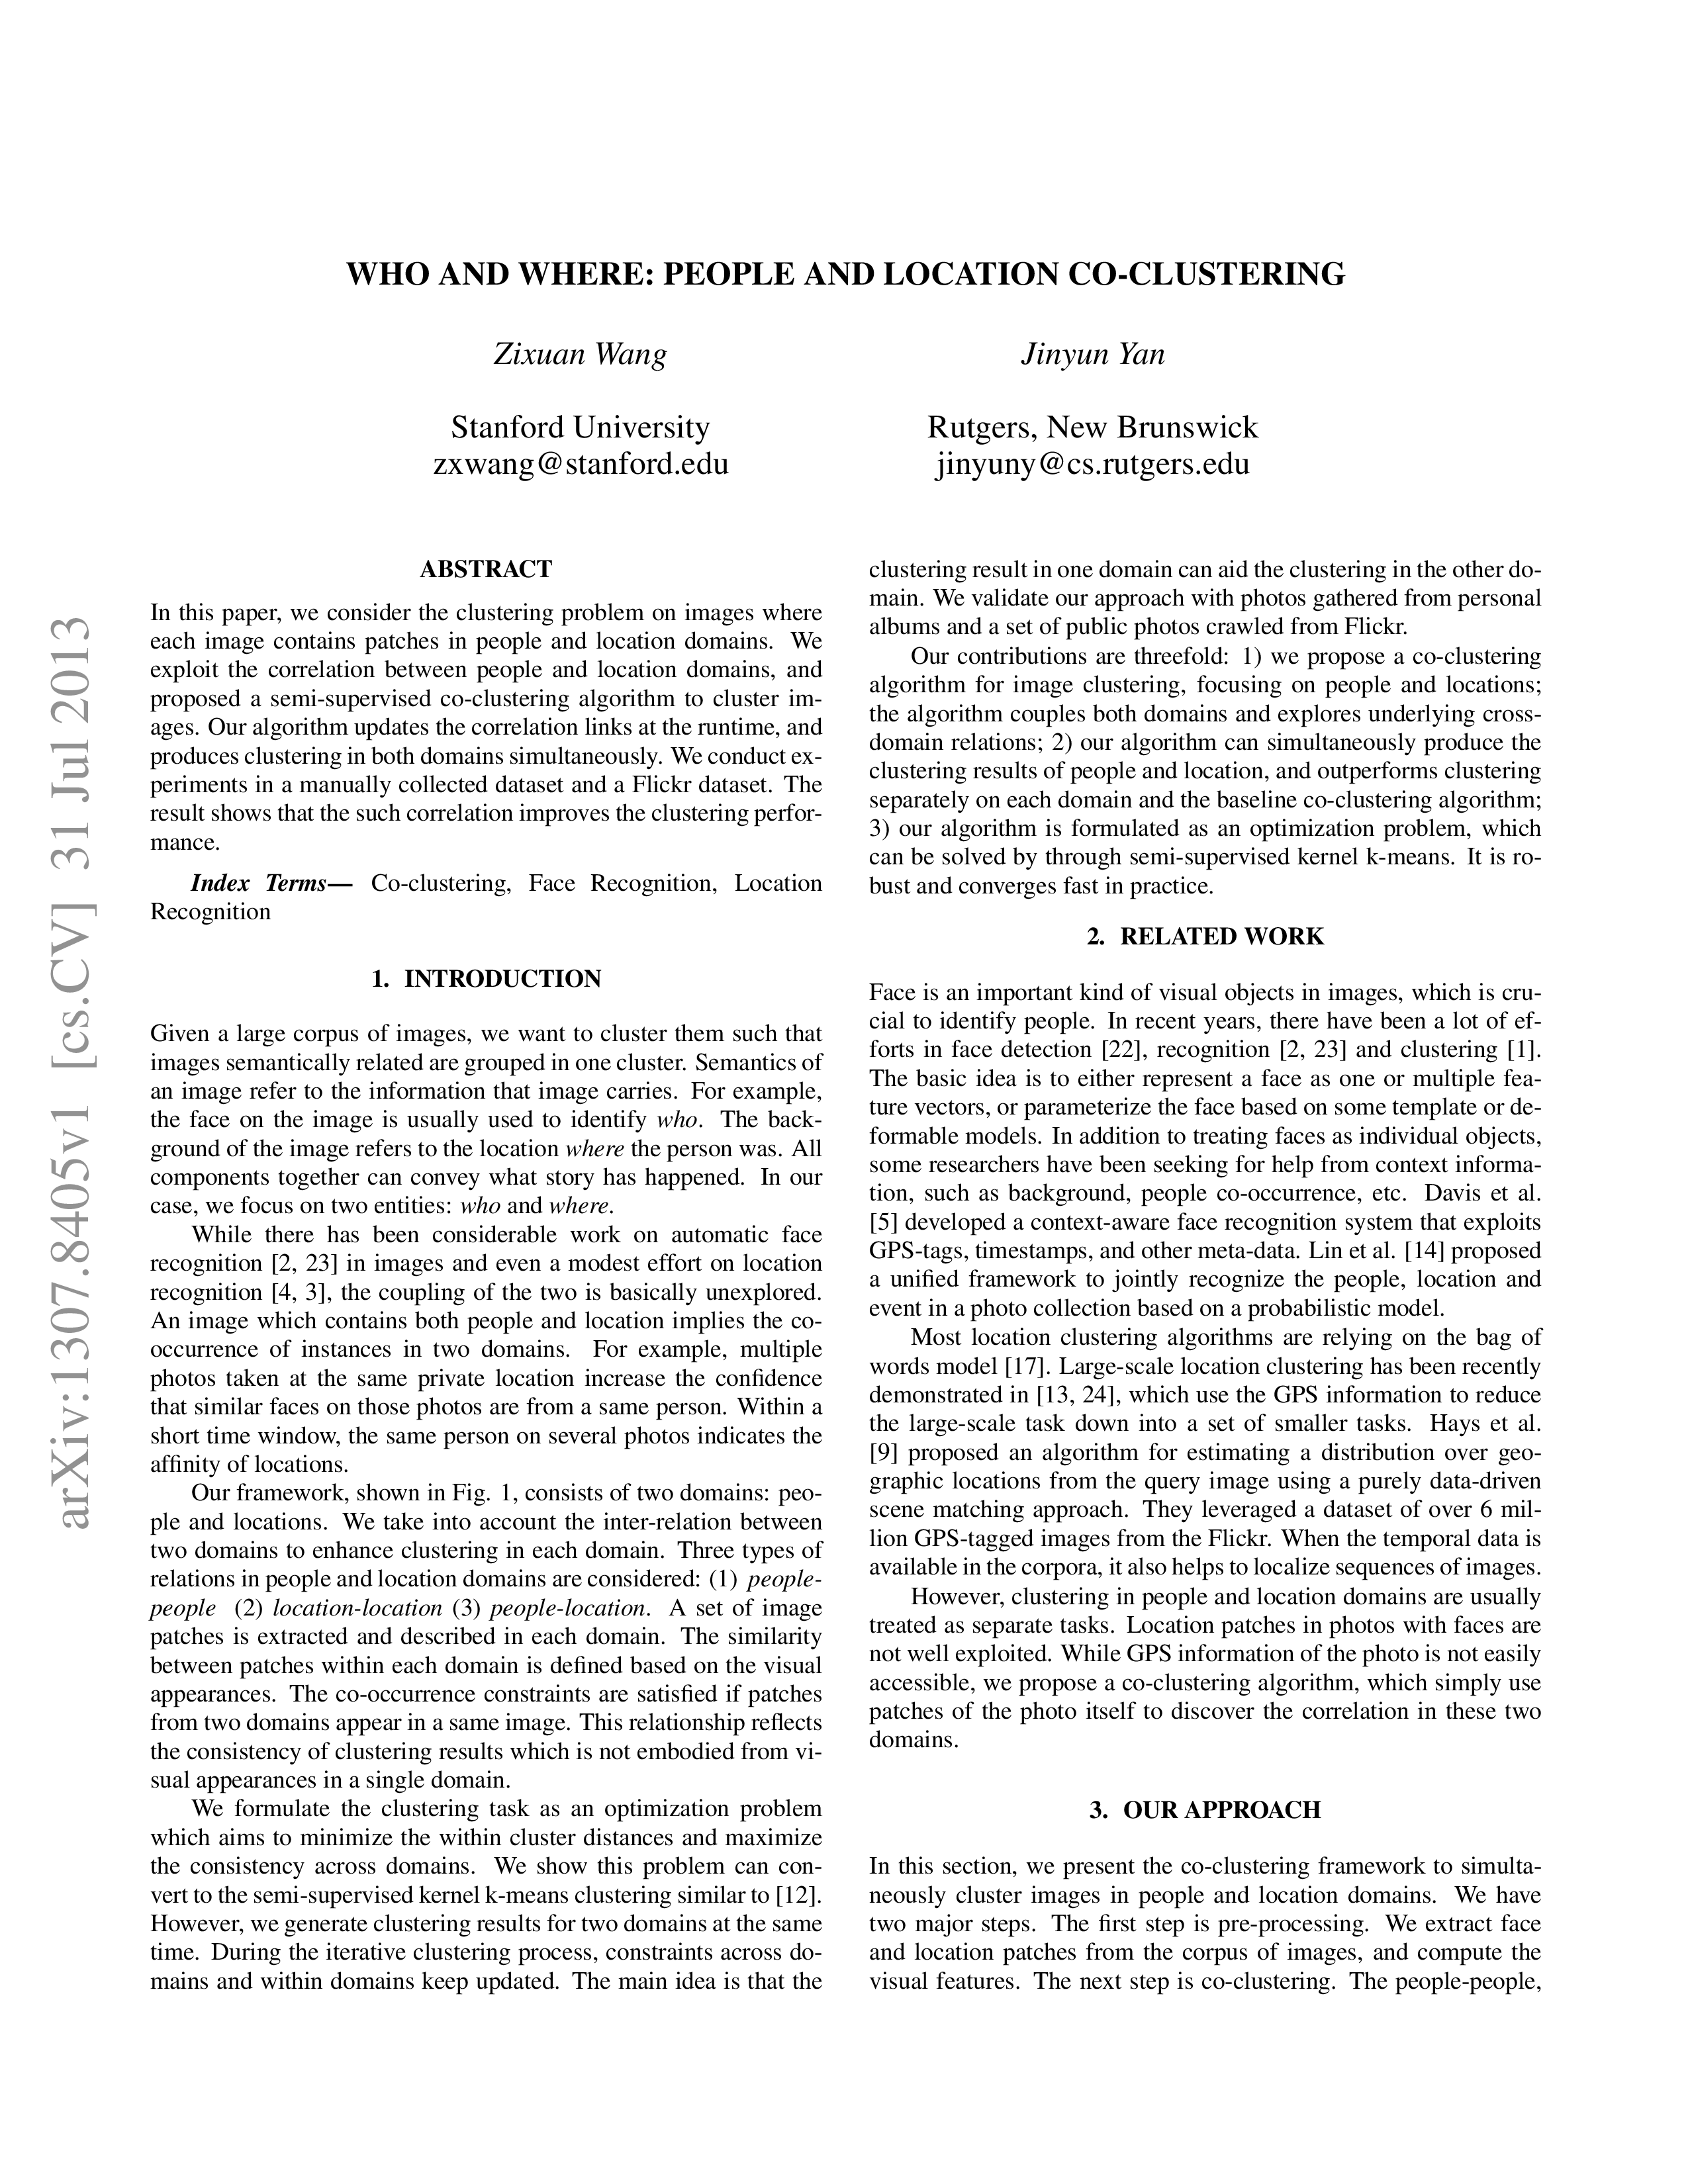 WHO AND WHERE: PEOPLE AND LOCATION CO-CLUSTERING
Zixuan Wang
Stanford University
zxwang@stanford.edu
Jinyun Yan
Rutgers, New Brunswick
jinyuny@cs.rutgers.edu
arXiv:1307.8405v1 [cs.CV] 31 Jul 2013
ABSTRACT
In this paper, we consider the clustering problem on images where
each image contains patches in people and location domains. We
exploit the correlation between people and location domains, and
proposed a semi-supervised co-clustering algorithm to cluster im-
ages. Our algorithm updates the correlation links at the runtime, and
produces clustering in both domains simultaneously. We conduct ex-
periments in a manually collected dataset and a Flickr dataset. The
result shows that the such correlation improves the clustering perfor-
mance.
Index Terms— Co-clustering, Face Recognition, Location
Recognition
1. INTRODUCTION
Given a large corpus of images, we want to cluster them such that
images semantically related are grouped in one cluster. Semantics of
an image refer to the information that image carries. For example,
the face on the image is usually used to identify who. The back-
ground of the image refers to the location where the person was. All
components together can convey what story has happened. In our
case, we focus on two entities: who and where.
While there has been considerable work on automatic face
recognition [2, 23] in images and even a modest effort on location
recognition [4, 3], the coupling of the two is basically unexplored.
An image which contains both people and location implies the co-
occurrence of instances in two domains. For example, multiple
photos taken at the same private location increase the confidence
that similar faces on those photos are from a same person. Within a
short time window, the same person on several photos indicates the
affinity of locations.
Our framework, shown in Fig. 1, consists of two domains: peo-
ple and locations. We take into account the inter-relation between
two domains to enhance clustering in each domain. Three types of
relations in people and location domains are considered: (1) people-
people (2) location-location (3) people-location. A set of image
patches is extracted and described in each domain. The similarity
between patches within each domain is defined based on the visual
appearances. The co-occurrence constraints are satisfied if patches
from two domains appear in a same image. This relationship reflects
the consistency of clustering results which is not embodied from vi-
sual appearances in a single domain.
We formulate the clustering task as an optimization problem
which aims to minimize the within cluster distances and maximize
the consistency across domains. We show this problem can con-
vert to the semi-supervised kernel k-means clustering similar to [12].
However, we generate clustering results for two domains at the same
time. During the iterative clustering process, constraints across do-
mains and within domains keep updated. The main idea is that the
clustering result in one domain can aid the clustering in the other do-
main. We validate our approach with photos gathered from personal
albums and a set of public photos crawled from Flickr.
Our contributions are threefold: 1) we propose a co-clustering
algorithm for image clustering, focusing on people and locations;
the algorithm couples both domains and explores underlying cross-
domain relations; 2) our algorithm can simultaneously produce the
clustering results of people and location, and outperforms clustering
separately on each domain and the baseline co-clustering algorithm;
3) our algorithm is formulated as an optimization problem, which
can be solved by through semi-supervised kernel k-means. It is ro-
bust and converges fast in practice.
2. RELATED WORK
Face is an important kind of visual objects in images, which is cru-
cial to identify people. In recent years, there have been a lot of ef-
forts in face detection [22], recognition [2, 23] and clustering [1].
The basic idea is to either represent a face as one or multiple fea-
ture vectors, or parameterize the face based on some template or de-
formable models. In addition to treating faces as individual objects,
some researchers have been seeking for help from context informa-
tion, such as background, people co-occurrence, etc. Davis et al.
[5] developed a context-aware face recognition system that exploits
GPS-tags, timestamps, and other meta-data. Lin et al. [14] proposed
a unified framework to jointly recognize the people, location and
event in a photo collection based on a probabilistic model.
Most location clustering algorithms are relying on the bag of
words model [17]. Large-scale location clustering has been recently
demonstrated in [13, 24], which use the GPS information to reduce
the large-scale task down into a set of smaller tasks. Hays et al.
[9] proposed an algorithm for estimating a distribution over geo-
graphic locations from the query image using a purely data-driven
scene matching approach. They leveraged a dataset of over 6 mil-
lion GPS-tagged images from the Flickr. When the temporal data is
available in the corpora, it also helps to localize sequences of images.
However, clustering in people and location domains are usually
treated as separate tasks. Location patches in photos with faces are
not well exploited. While GPS information of the photo is not easily
accessible, we propose a co-clustering algorithm, which simply use
patches of the photo itself to discover the correlation in these two
domains.
3. OUR APPROACH
In this section, we present the co-clustering framework to simulta-
neously cluster images in people and location domains. We have
two major steps. The first step is pre-processing. We extract face
and location patches from the corpus of images, and compute the
visual features. The next step is co-clustering. The people-people,